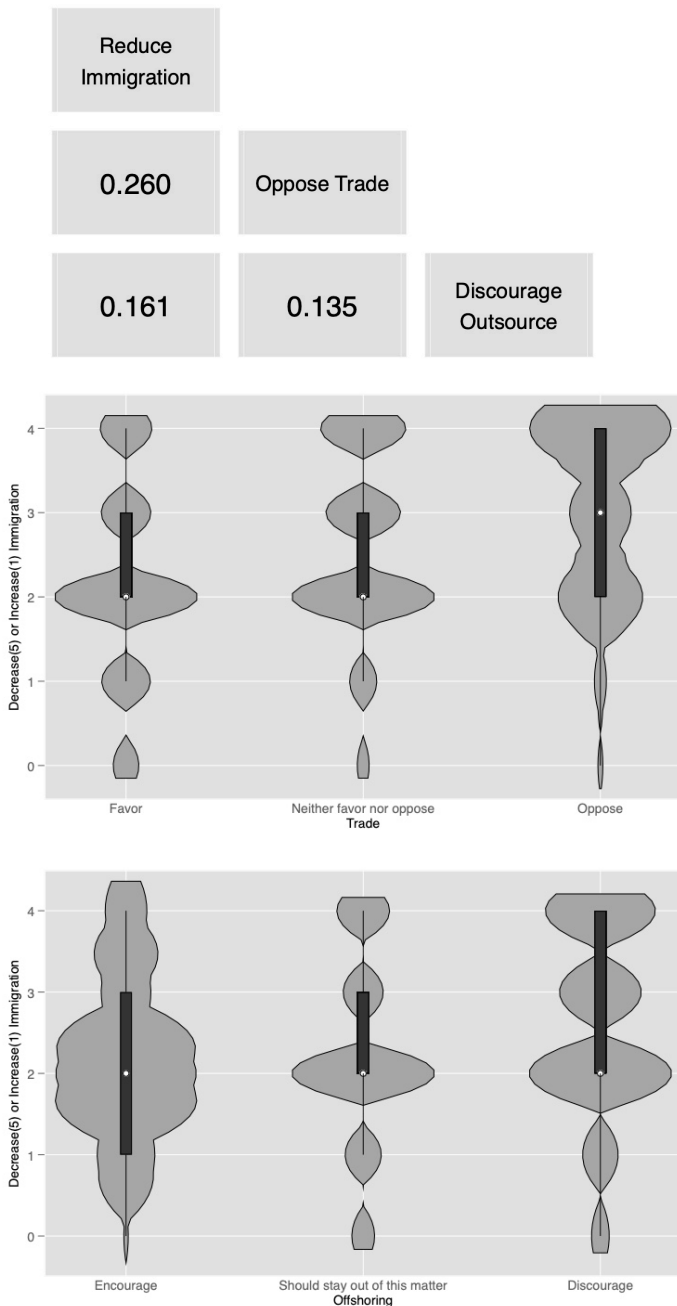 Reduce
Immigration
0.260
Oppose Trade
0.161
0.135
Discourage
Outsource
Decrease(5) or Increase(1) Immigration
4
3
2
1
0
Favor
Neither favor nor oppose
Oppose
Trade
Decrease(5) or Increase(1) Immigration
4
3
2
1
0
Encourage
Should stay out of this matter
Discourage
Offshoring